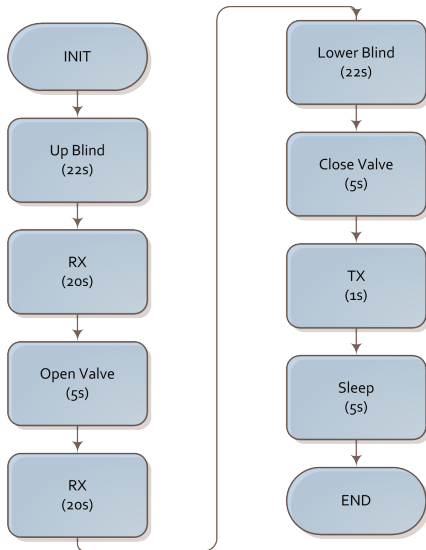 INIT
Up Blind
(22s)
RX
(20s)
Open Valve
(5s)
RX
(20s)
Lower Blind
(22s)
Close Valve
(5s)
TX
(1s)
Sleep
(5s)
END